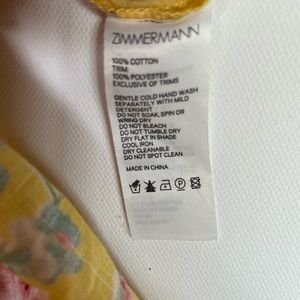 ZIMMERMANN
100% COTTON
TRIM:
100% POLYESTER
EXCLUSIVE OF TRIMS
GENTLE COLD HAND WASH
SEPARATELY WITH MILD
DETERGENT
DO NOT SOAK, SPIN OR
WRING DRY
DO NOT BLEACH
DO NOT TUMBLE DRY
DRY FLAT IN SHADE
COOL IRON
DRY CLEANABLE
DO NOT SPOT CLEAN
MADE IN CHINA